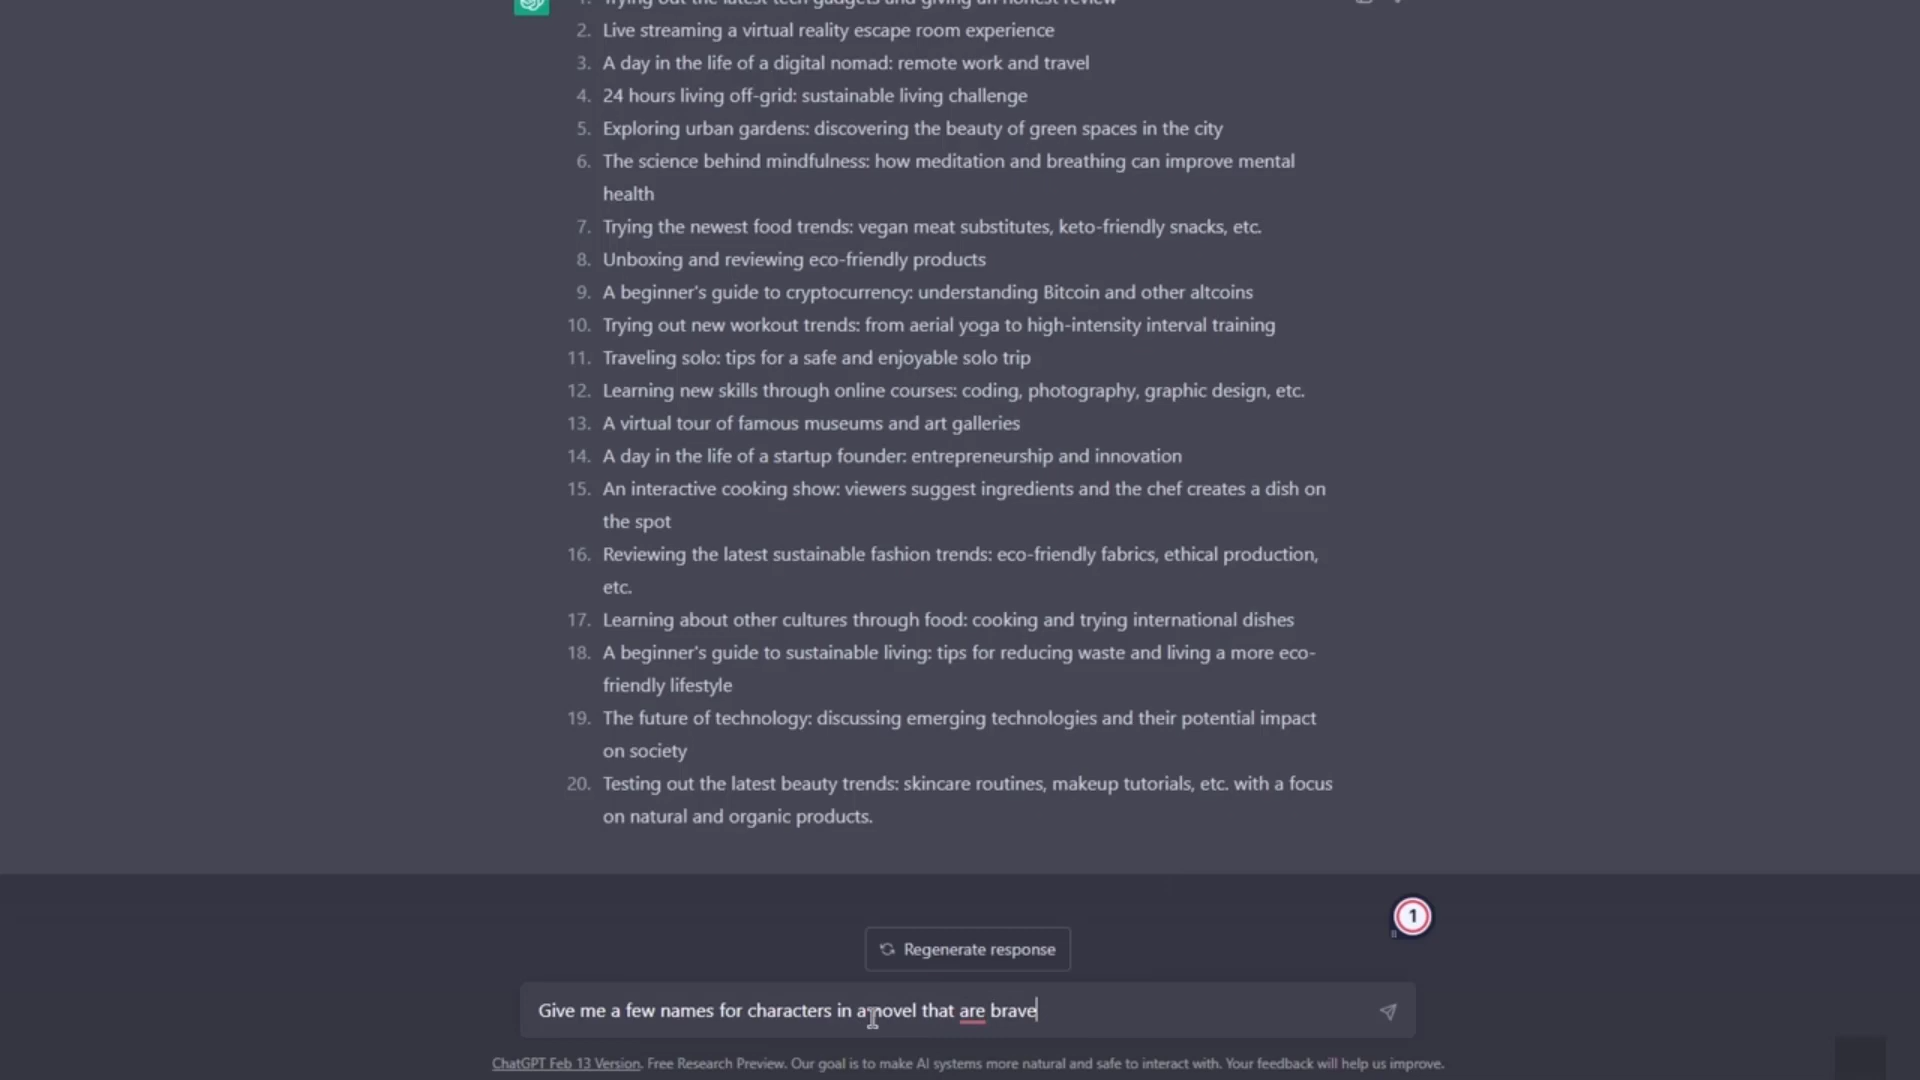 1. Trying out the latest tech gadgets and giving an honest review
2. Live streaming a virtual reality escape room experience
3. A day in the life of a digital nomad: remote work and travel
4. 24 hours living off-grid: sustainable living challenge
5. Exploring urban gardens: discovering the beauty of green spaces in the city
6. The science behind mindfulness: how meditation and breathing can improve mental
health
7. Trying the newest food trends: vegan meat substitutes, keto-friendly snacks, etc.
8. Unboxing and reviewing eco-friendly products
9. A beginner's guide to cryptocurrency: understanding Bitcoin and other altcoins
10. Trying out new workout trends: from aerial yoga to high-intensity interval training
11. Traveling solo: tips for a safe and enjoyable solo trip
12. Learning new skills through online courses: coding, photography, graphic design, etc.
13. A virtual tour of famous museums and art galleries
14. A day in the life of a startup founder: entrepreneurship and innovation
15. An interactive cooking show: viewers suggest ingredients and the chef creates a dish on
the spot
16. Reviewing the latest sustainable fashion trends: eco-friendly fabrics, ethical production,
etc.
17. Learning about other cultures through food: cooking and trying international dishes
18. A beginner's guide to sustainable living: tips for reducing waste and living a more eco-
friendly lifestyle
19. The future of technology: discussing emerging technologies and their potential impact
on society
20. Testing out the latest beauty trends: skincare routines, makeup tutorials, etc. with a focus
on natural and organic products.
1
Regenerate response
Give me a few names for characters in a novel that are brave
ChatGPT Feb 13 Version. Free Research Preview. Our goal is to make AI systems more natural and safe to interact with. Your feedback will help us improve.